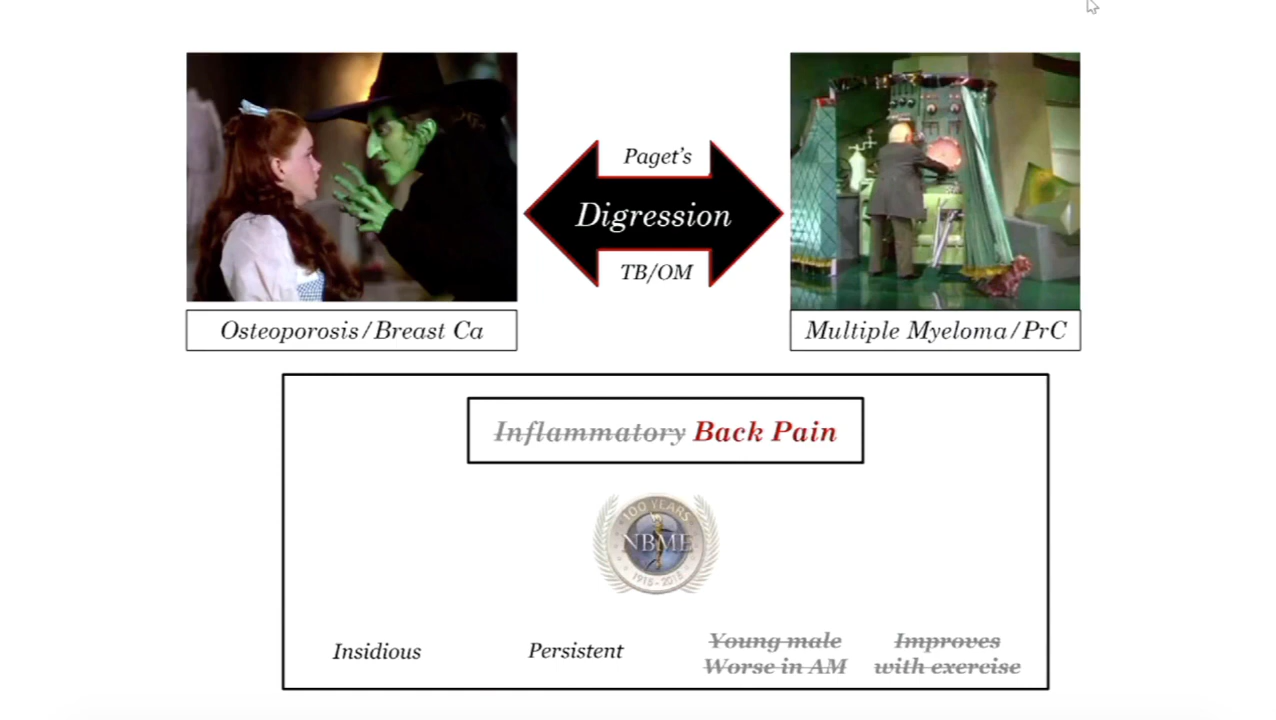 Paget's
Digression
TB/OM
Osteoporosis/Breast Ca
Multiple Myeloma/PrC
Inflammatory Back Pain
100 YEARS
NBME
1915 - 2015
Insidious
Persistent
Young male
Worse in AM
Improves
with exercise